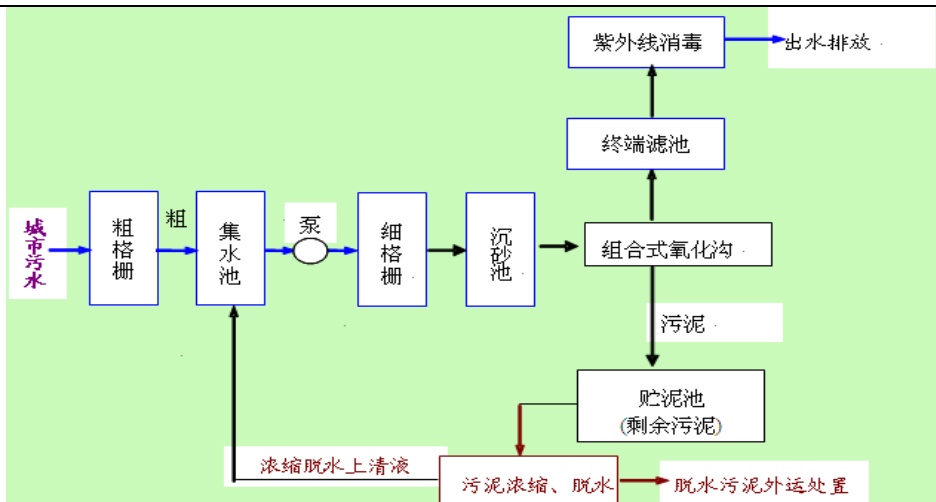 紫外线消毒
出水排放
终端滤池
城市污水
粗格栅
粗
集水池
泵
细格栅
沉砂池
组合式氧化沟
污泥
贮泥池
(剩余污泥)
浓缩脱水上清液
污泥浓缩、脱水
脱水污泥外运处置